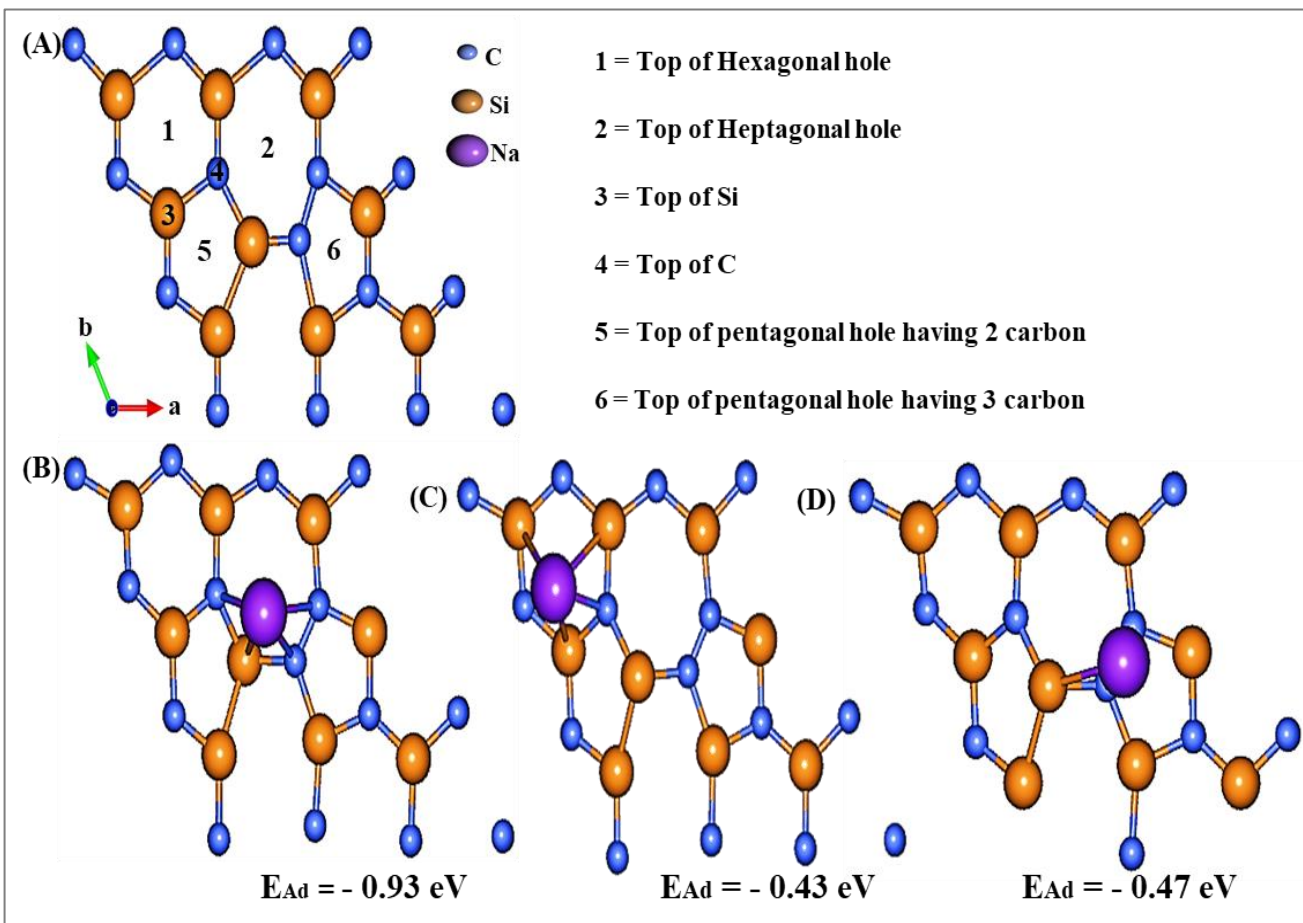 (A)
C
Si
Na
1 = Top of Hexagonal hole
2 = Top of Heptagonal hole
3 = Top of Si
4 = Top of C
5 = Top of pentagonal hole having 2 carbon
6 = Top of pentagonal hole having 3 carbon
1
2
4
3
5
6
b
a
(B)
(C)
(D)
EAd = - 0.93 eV
EAd = - 0.43 eV
EAd = - 0.47 eV